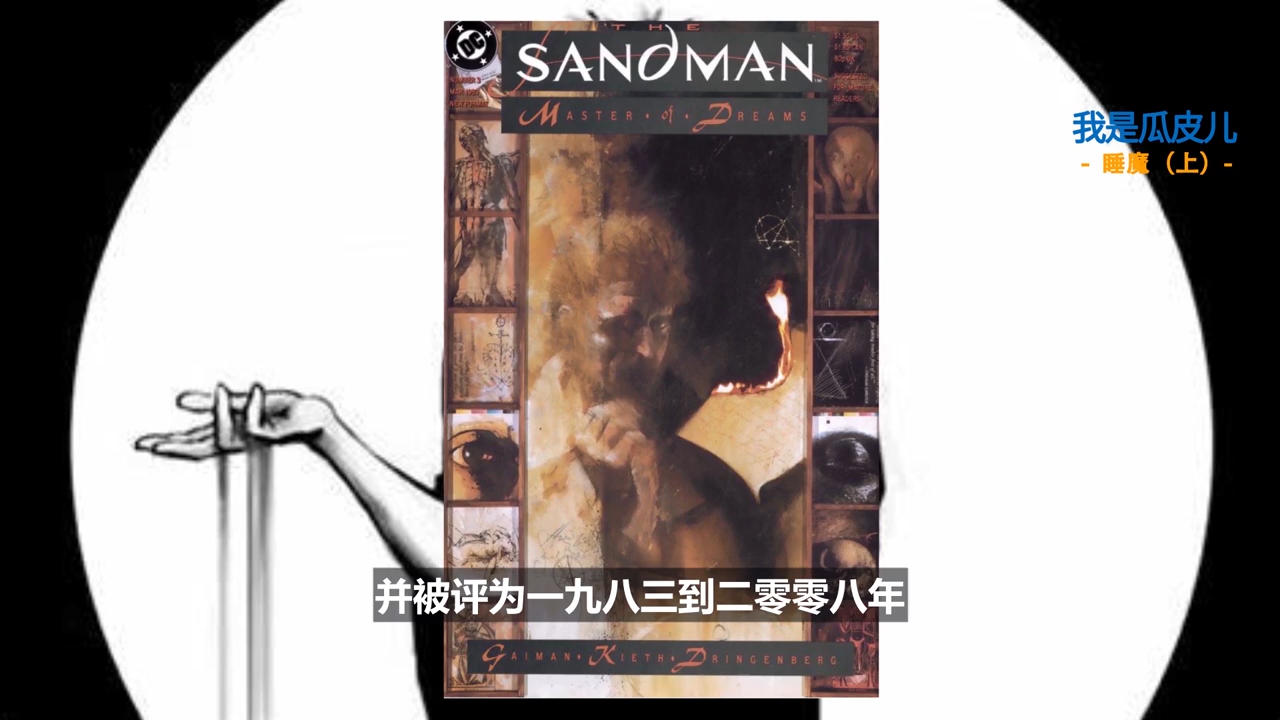 THE
DC
SANDMAN
MASTER of DREAMS
我是瓜皮儿
- 睡魔（上）-
并被评为一九八三到二零零八年
GAIMAN • KIETH • DRINGENBERG